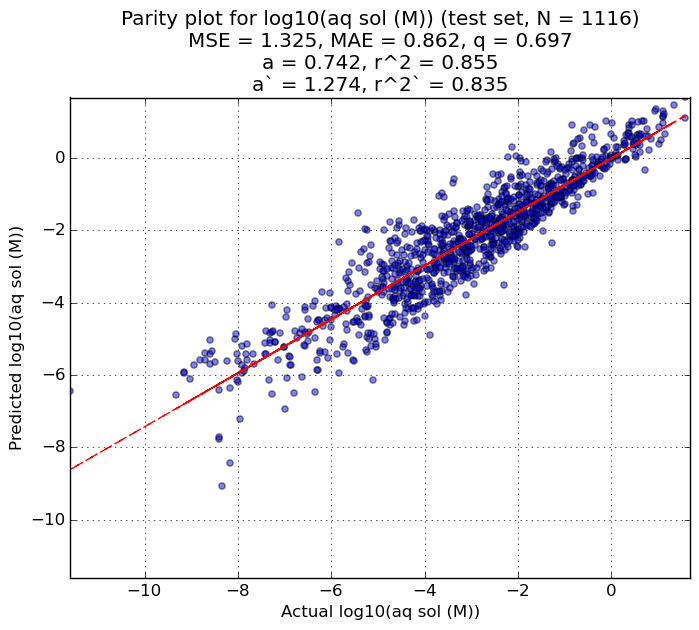 Parity plot for log10(aq sol (M)) (test set, N = 1116)
MSE = 1.325, MAE = 0.862, q = 0.697
a = 0.742, r^2 = 0.855
a` = 1.274, r^2` = 0.835
0
−2
−4
−6
−8
−10
Predicted log10(aq sol (M))
−10
−8
−6
−4
−2
0
Actual log10(aq sol (M))